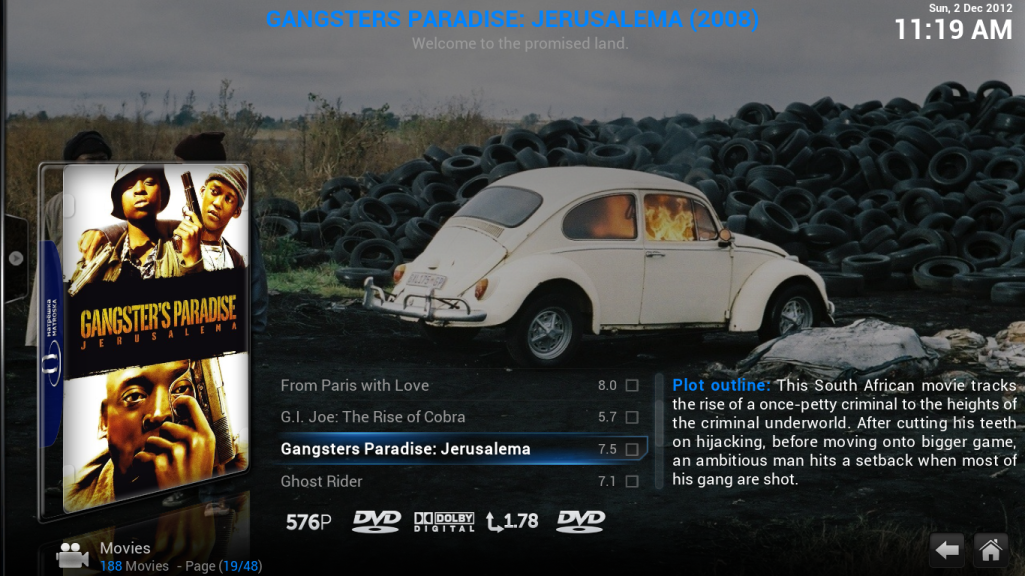 GANGSTERS PARADISE: JERUSALEMA (2008)
Welcome to the promised land.
Sun, 2 Dec 2012
11:19 AM
GANGSTER'S PARADISE
JERUSALEMA
матрёшка
MATROSKA
From Paris with Love 8.0
G.I. Joe: The Rise of Cobra 5.7
Gangsters Paradise: Jerusalema 7.5
Ghost Rider 7.1
Plot outline: This South African movie tracks
the rise of a once-petty criminal to the heights of
the criminal underworld. After cutting his teeth
on hijacking, before moving onto bigger game,
an ambitious man hits a setback when most of
his gang are shot.
576P DVD DOLBY DIGITAL 1.78 DVD
Movies
188 Movies - Page (19/48)